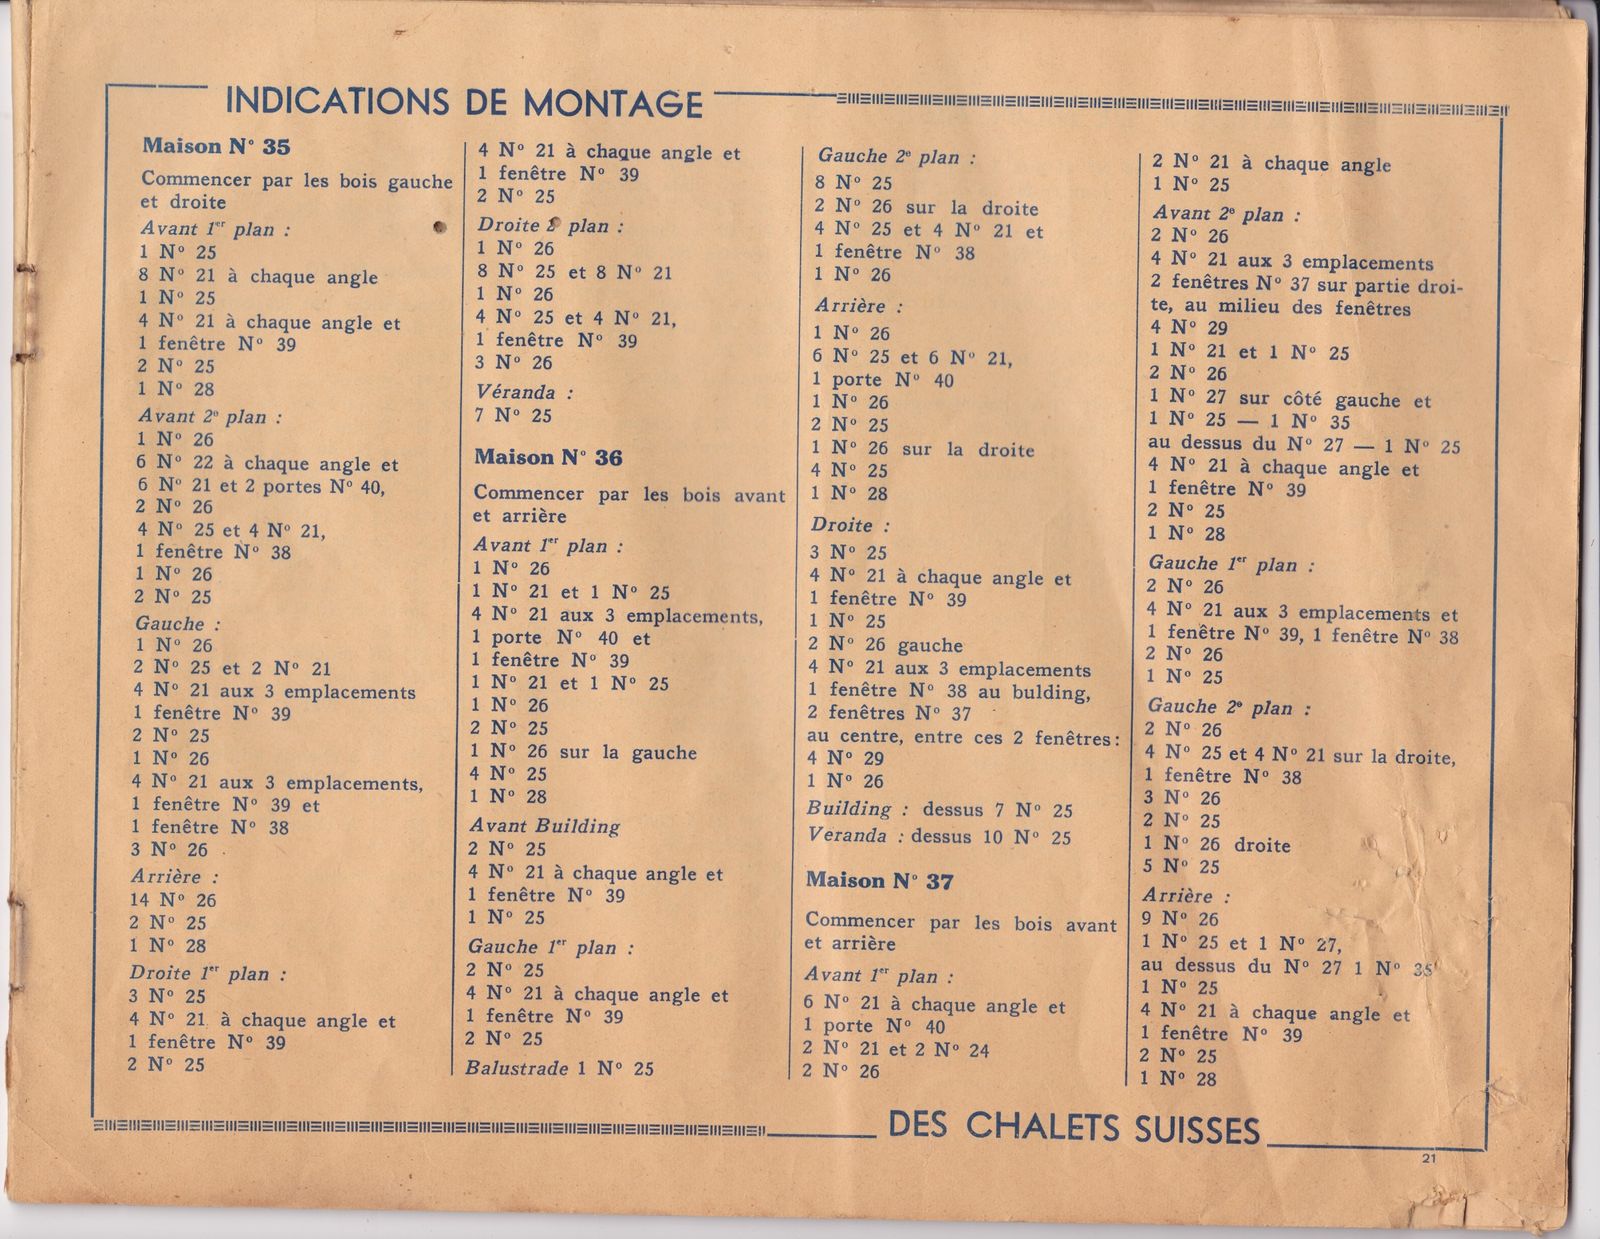 INDICATIONS DE MONTAGE
Maison N° 35
Commencer par les bois gauche
et droite
Avant 1er plan :
1 N° 25
8 N° 21 à chaque angle
1 N° 25
4 N° 21 à chaque angle et
1 fenêtre N° 39
2 N° 25
1 N° 28
Avant 2e plan :
1 N° 26
6 N° 22 à chaque angle et
6 N° 21 et 2 portes N° 40,
2 N° 26
4 N° 25 et 4 N° 21,
1 fenêtre N° 38
1 N° 26
2 N° 25
Gauche :
1 N° 26
2 N° 25 et 2 N° 21
4 N° 21 aux 3 emplacements
1 fenêtre N° 39
2 N° 25
1 N° 26
4 N° 21 aux 3 emplacements,
1 fenêtre N° 39 et
1 fenêtre N° 38
3 N° 26
Arrière :
14 N° 26
2 N° 25
1 N° 28
Droite 1er plan :
3 N° 25
4 N° 21 à chaque angle et
1 fenêtre N° 39
2 N° 25
4 N° 21 à chaque angle et
1 fenêtre N° 39
2 N° 25
Droite 2 plan :
1 N° 26
8 N° 25 et 8 N° 21
1 N° 26
4 N° 25 et 4 N° 21,
1 fenêtre N° 39
3 N° 26
Véranda :
7 N° 25
Maison N° 36
Commencer par les bois avant
et arrière
Avant 1er plan :
1 N° 26
1 N° 21 et 1 N° 25
4 N° 21 aux 3 emplacements,
1 porte N° 40 et
1 fenêtre N° 39
1 N° 21 et 1 N° 25
1 N° 26
2 N° 25
1 N° 26 sur la gauche
4 N° 25
1 N° 28
Avant Building
2 N° 25
4 N° 21 à chaque angle et
1 fenêtre N° 39
1 N° 25
Gauche 1er plan :
2 N° 25
4 N° 21 à chaque angle et
1 fenêtre N° 39
2 N° 25
Balustrade 1 N° 25
Gauche 2e plan :
8 N° 25
2 N° 26 sur la droite
4 N° 25 et 4 N° 21 et
1 fenêtre N° 38
1 N° 26
Arrière :
1 N° 26
6 N° 25 et 6 N° 21,
1 porte N° 40
1 N° 26
2 N° 25
1 N° 26 sur la droite
4 N° 25
1 N° 28
Droite :
3 N° 25
4 N° 21 à chaque angle et
1 fenêtre N° 39
1 N° 25
2 N° 26 gauche
4 N° 21 aux 3 emplacements
1 fenêtre N° 38 au bulding,
2 fenêtres N° 37
au centre, entre ces 2 fenêtres :
4 N° 29
1 N° 26
Building : dessus 7 N° 25
Veranda : dessus 10 N° 25
Maison N° 37
Commencer par les bois avant
et arrière
Avant 1er plan :
6 N° 21 à chaque angle et
1 porte N° 40
2 N° 21 et 2 N° 24
2 N° 26
2 N° 21 à chaque angle
1 N° 25
Avant 2e plan :
2 N° 26
4 N° 21 aux 3 emplacements
2 fenêtres N° 37 sur partie droi-
te, au milieu des fenêtres
4 N° 29
1 N° 21 et 1 N° 25
2 N° 26
1 N° 27 sur côté gauche et
1 N° 25 — 1 N° 35
au dessus du N° 27 — 1 N° 25
4 N° 21 à chaque angle et
1 fenêtre N° 39
2 N° 25
1 N° 28
Gauche 1er plan :
2 N° 26
4 N° 21 aux 3 emplacements et
1 fenêtre N° 39, 1 fenêtre N° 38
2 N° 26
1 N° 25
Gauche 2e plan :
2 N° 26
4 N° 25 et 4 N° 21 sur la droite,
1 fenêtre N° 38
3 N° 26
2 N° 25
1 N° 26 droite
5 N° 25
Arrière :
9 N° 26
1 N° 25 et 1 N° 27,
au dessus du N° 27 1 N° 35
1 N° 25
4 N° 21 à chaque angle et
1 fenêtre N° 39
2 N° 25
1 N° 28
DES CHALETS SUISSES
21